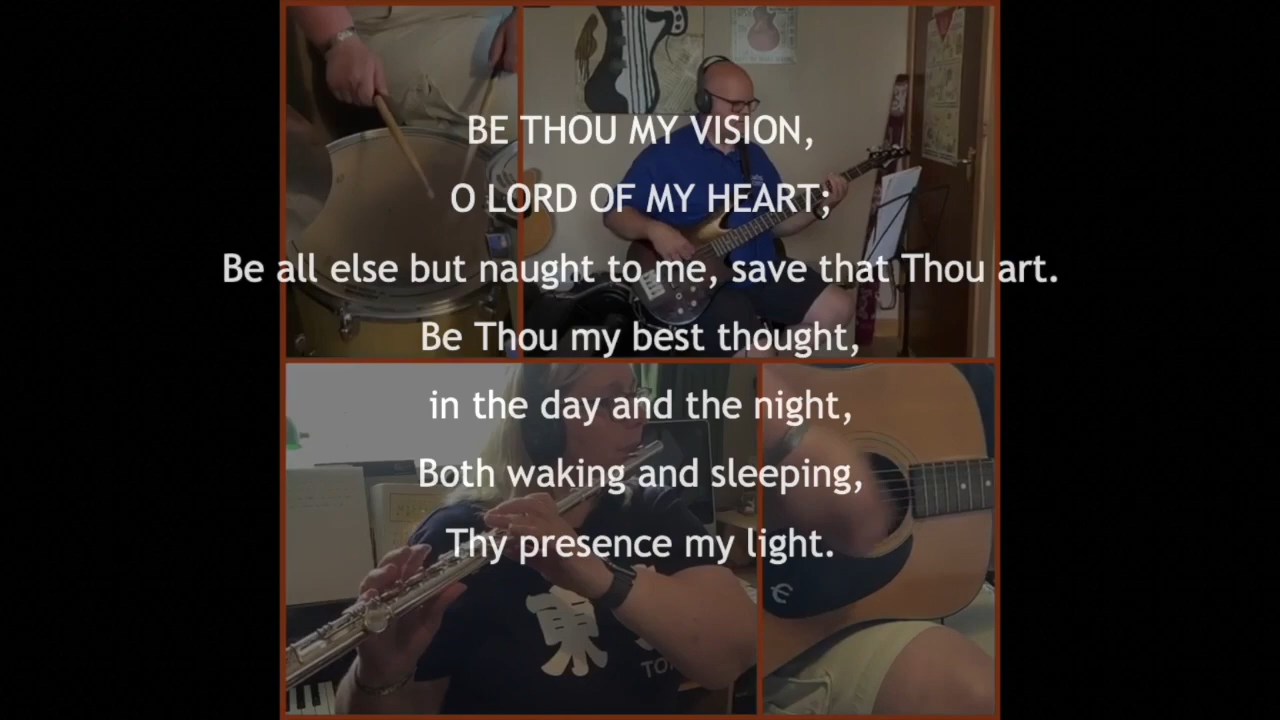 BE THOU MY VISION,
O LORD OF MY HEART;
Be all else but naught to me, save that Thou art.
Be Thou my best thought,
in the day and the night,
Both waking and sleeping,
Thy presence my light.
東
TO